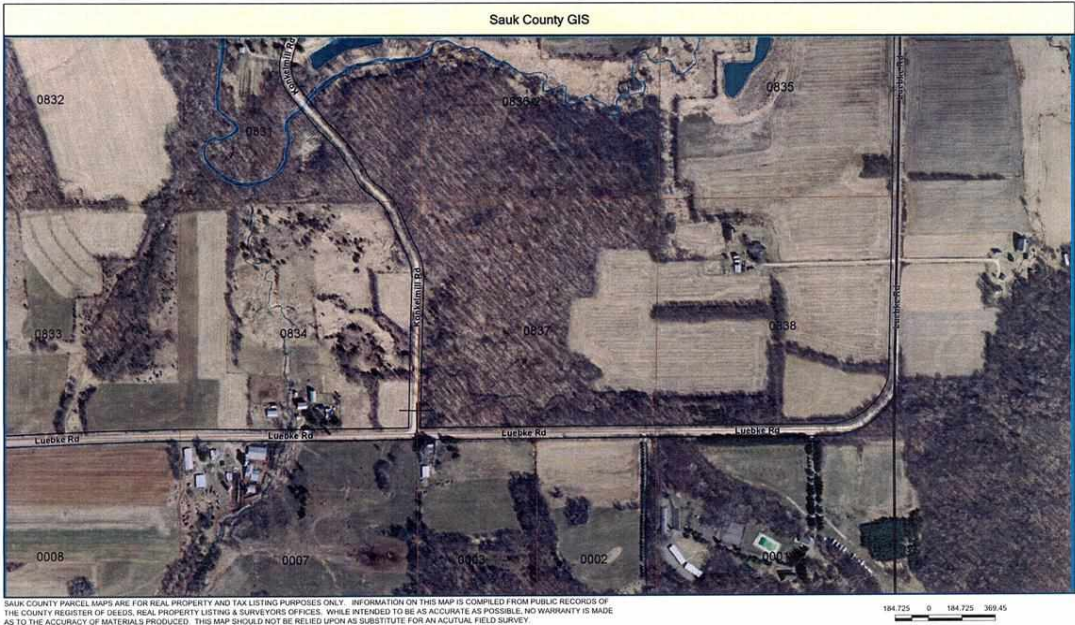 Sauk County GIS
Konkelmill Rd
Luebke Rd
0832
0835
0831
0836-2
Konkelmill Rd
Luebke Rd
0833
0834
0837
0838
Luebke Rd
Luebke Rd
Luebke Rd
Luebke Rd
0008
0007
0003
0002
0001
SAUK COUNTY PARCEL MAPS ARE FOR REAL PROPERTY AND TAX LISTING PURPOSES ONLY. INFORMATION ON THIS MAP IS COMPILED FROM PUBLIC RECORDS OF
THE COUNTY REGISTER OF DEEDS, REAL PROPERTY LISTING & SURVEYORS OFFICES. WHILE INTENDED TO BE AS ACCURATE AS POSSIBLE, NO WARRANTY IS MADE
AS TO THE ACCURACY OF MATERIALS PRODUCED. THIS MAP SHOULD NOT BE RELIED UPON AS SUBSTITUTE FOR AN ACUTUAL FIELD SURVEY.
184.725 0 184.725 369.45